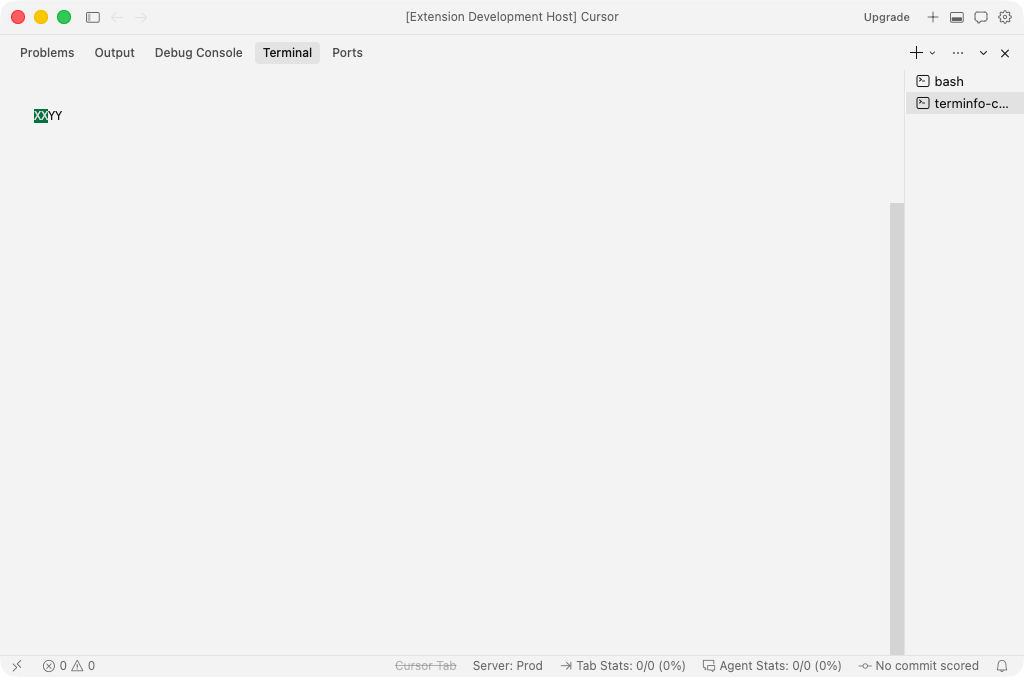 [Extension Development Host] Cursor
Upgrade
Problems Output Debug Console Terminal Ports
bash
terminfo-c...
XXYY
0 0
Cursor Tab Server: Prod Tab Stats: 0/0 (0%) Agent Stats: 0/0 (0%) No commit scored